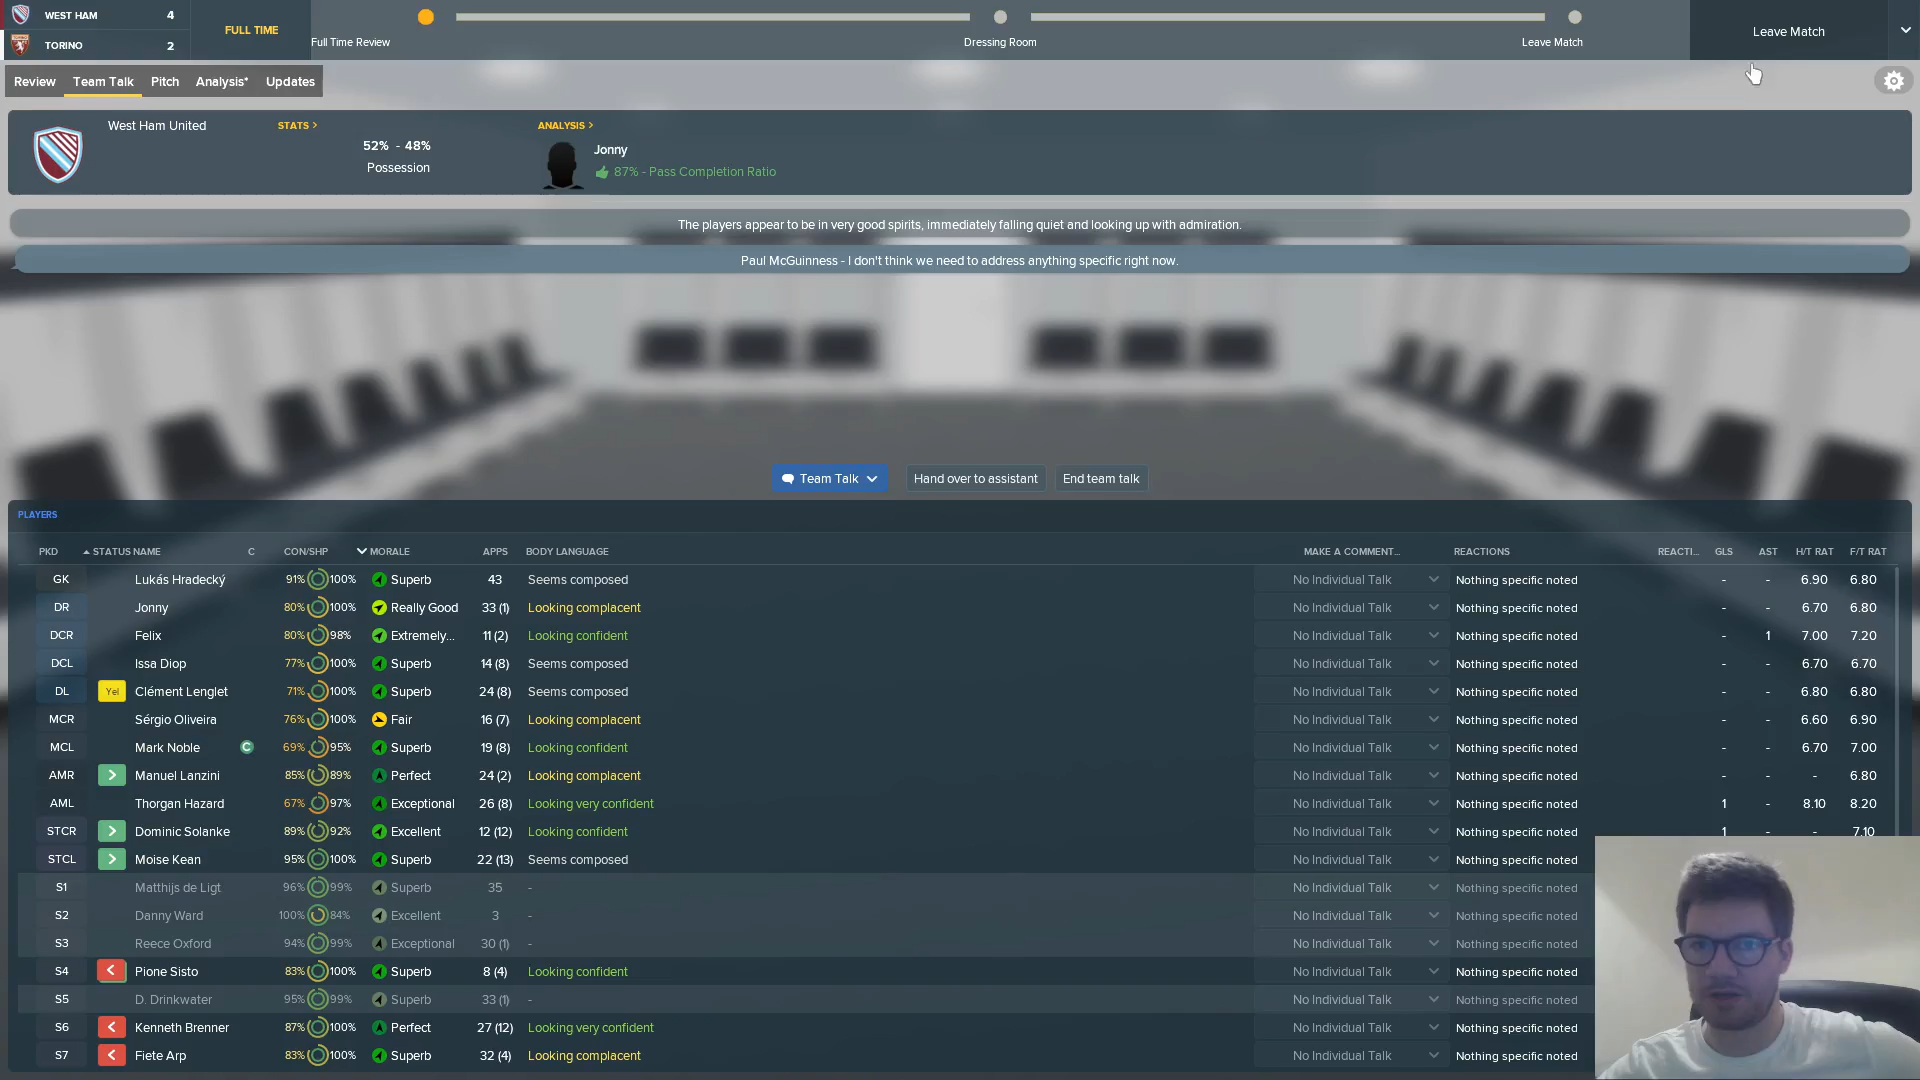 WEST HAM 4
TORINO 2
FULL TIME
Full Time Review
Dressing Room
Leave Match
Leave Match
Review Team Talk Pitch Analysis* Updates
West Ham United
STATS >
52% - 48%
Possession
ANALYSIS >
Jonny
87% - Pass Completion Ratio
The players appear to be in very good spirits, immediately falling quiet and looking up with admiration.
Paul McGuinness - I don't think we need to address anything specific right now.
Team Talk Hand over to assistant End team talk
PLAYERS
PKD STATUS NAME C CON/SHP MORALE APPS BODY LANGUAGE MAKE A COMMENT... REACTIONS REACTI... GLS AST H/T RAT F/T RAT
GK Lukás Hradecký 91% 100% Superb 43 Seems composed No Individual Talk Nothing specific noted - - 6.90 6.80
DR Jonny 80% 100% Really Good 33 (1) Looking complacent No Individual Talk Nothing specific noted - - 6.70 6.80
DCR Felix 80% 98% Extremely... 11 (2) Looking confident No Individual Talk Nothing specific noted - 1 7.00 7.20
DCL Issa Diop 77% 100% Superb 14 (8) Seems composed No Individual Talk Nothing specific noted - - 6.70 6.70
DL Yel Clément Lenglet 71% 100% Superb 24 (8) Seems composed No Individual Talk Nothing specific noted - - 6.80 6.80
MCR Sérgio Oliveira 76% 100% Fair 16 (7) Looking complacent No Individual Talk Nothing specific noted - - 6.60 6.90
MCL Mark Noble C 69% 95% Superb 19 (8) Looking confident No Individual Talk Nothing specific noted - - 6.70 7.00
AMR Manuel Lanzini 85% 89% Perfect 24 (2) Looking complacent No Individual Talk Nothing specific noted - - - 6.80
AML Thorgan Hazard 67% 97% Exceptional 26 (8) Looking very confident No Individual Talk Nothing specific noted 1 - 8.10 8.20
STCR Dominic Solanke 89% 92% Excellent 12 (12) Looking confident No Individual Talk Nothing specific noted 1 - - 7.10
STCL Moise Kean 95% 100% Superb 22 (13) Seems composed No Individual Talk Nothing specific noted
S1 Matthijs de Ligt 96% 99% Superb 35 - No Individual Talk Nothing specific noted
S2 Danny Ward 100% 84% Excellent 3 - No Individual Talk Nothing specific noted
S3 Reece Oxford 94% 99% Exceptional 30 (1) - No Individual Talk Nothing specific noted
S4 Pione Sisto 83% 100% Superb 8 (4) Looking confident No Individual Talk Nothing specific noted
S5 D. Drinkwater 95% 99% Superb 33 (1) - No Individual Talk Nothing specific noted
S6 Kenneth Brenner 87% 100% Perfect 27 (12) Looking very confident No Individual Talk Nothing specific noted
S7 Fiete Arp 83% 100% Superb 32 (4) Looking complacent No Individual Talk Nothing specific noted